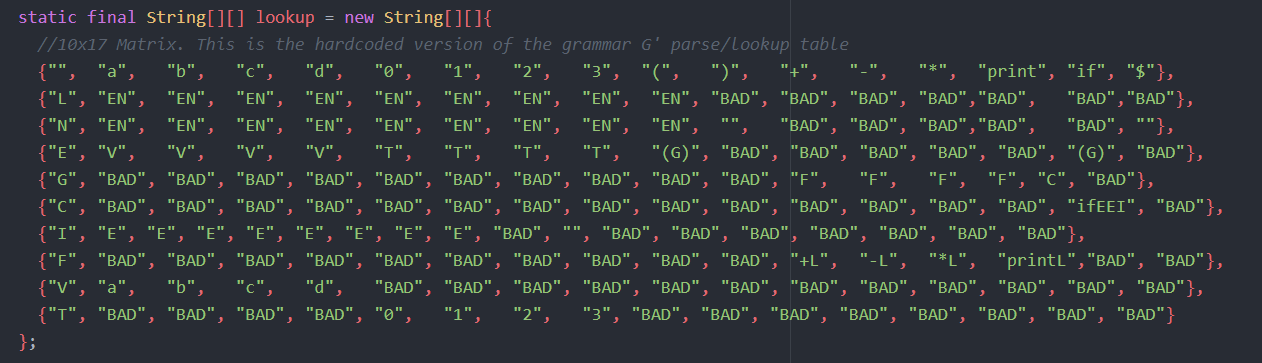 static final String[][] lookup = new String[][]{
//10x17 Matrix. This is the hardcoded version of the grammar G' parse/lookup table
{"", "a", "b", "c", "d", "0", "1", "2", "3", "(", ")", "+", "-", "*", "print", "if", "$"},
{"L", "EN", "EN", "EN", "EN", "EN", "EN", "EN", "EN", "EN", "BAD", "BAD", "BAD", "BAD","BAD", "BAD","BAD"},
{"N", "EN", "EN", "EN", "EN", "EN", "EN", "EN", "EN", "EN", "", "BAD", "BAD", "BAD","BAD", "BAD", ""},
{"E", "V", "V", "V", "V", "T", "T", "T", "T", "(G)", "BAD", "BAD", "BAD", "BAD", "BAD", "(G)", "BAD"},
{"G", "BAD", "BAD", "BAD", "BAD", "BAD", "BAD", "BAD", "BAD", "BAD", "BAD", "F", "F", "F", "F", "C", "BAD"},
{"C", "BAD", "BAD", "BAD", "BAD", "BAD", "BAD", "BAD", "BAD", "BAD", "BAD", "BAD", "BAD", "BAD", "BAD", "ifEEI", "BAD"},
{"I", "E", "E", "E", "E", "E", "E", "E", "E", "BAD", "", "BAD", "BAD", "BAD", "BAD", "BAD", "BAD", "BAD"},
{"F", "BAD", "BAD", "BAD", "BAD", "BAD", "BAD", "BAD", "BAD", "BAD", "BAD", "+L", "-L", "*L", "printL","BAD", "BAD"},
{"V", "a", "b", "c", "d", "BAD", "BAD", "BAD", "BAD", "BAD", "BAD", "BAD", "BAD", "BAD", "BAD", "BAD", "BAD"},
{"T", "BAD", "BAD", "BAD", "BAD", "0", "1", "2", "3", "BAD", "BAD", "BAD", "BAD", "BAD", "BAD", "BAD", "BAD"}
};